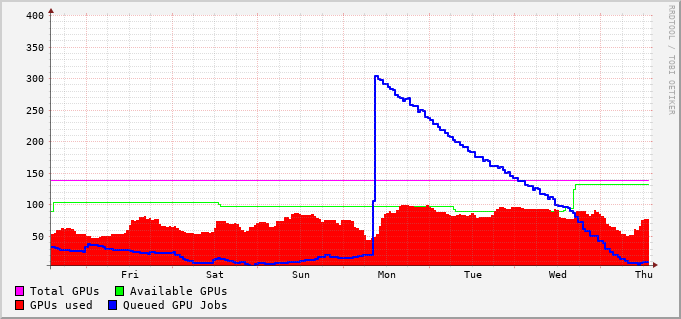 400
350
300
250
200
150
100
50
Fri Sat Sun Mon Tue Wed Thu
Total GPUs Available GPUs
GPUs used Queued GPU Jobs
RRDTOOL / TOBI OETIKER